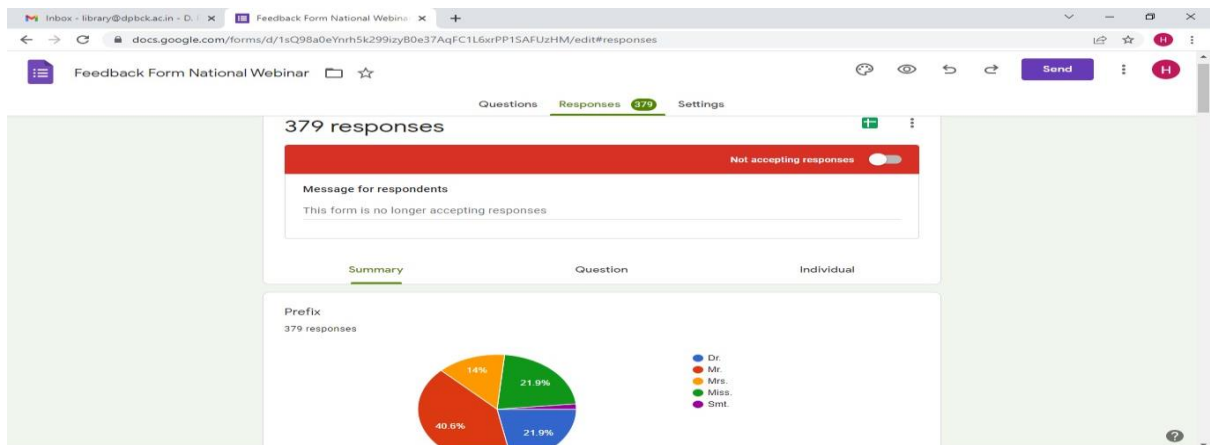 Inbox - library@dpbck.ac.in - D.
Feedback Form National Webina
docs.google.com/forms/d/1sQ98a0eYnrh5k299izyB0e37AqFC1L6xrPP1SAFUzHM/edit#responses
H
Feedback Form National Webinar
Send
H
Questions Responses 379 Settings
379 responses
Not accepting responses
Message for respondents
This form is no longer accepting responses
Summary Question Individual
Prefix
379 responses
Dr.
Mr.
Mrs.
Miss.
Smt.
14%
21.9%
40.6%
21.9%